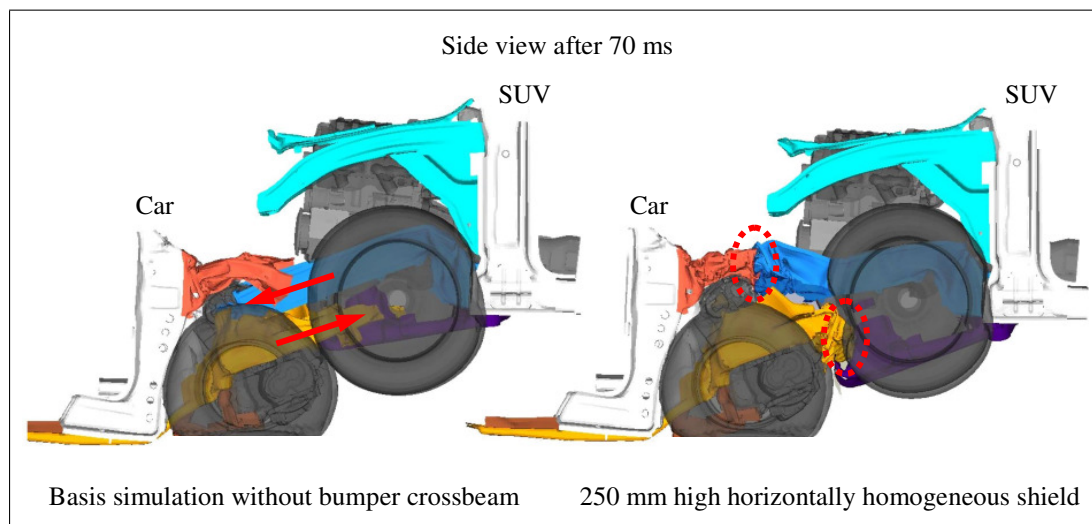 Side view after 70 ms
SUV
SUV
Car
Car
Basis simulation without bumper crossbeam
250 mm high horizontally homogeneous shield